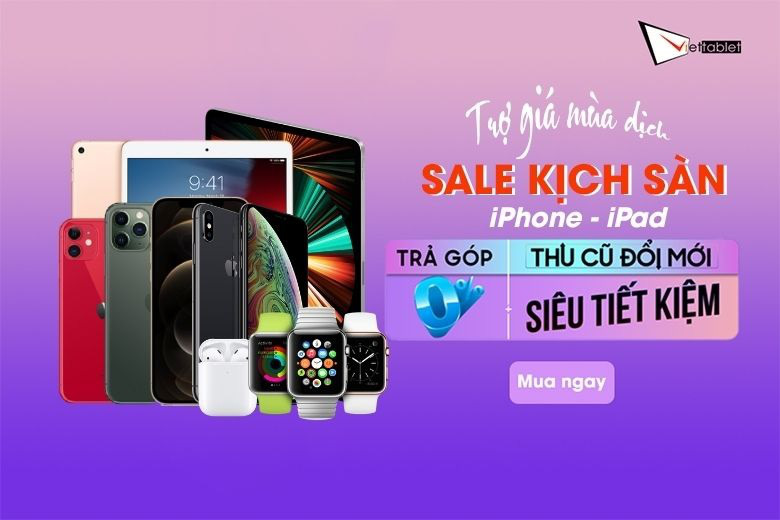 Viettablet
Trợ giá mùa dịch
SALE KỊCH SÀN
iPhone - iPad
TRẢ GÓP
0%
THU CŨ ĐỔI MỚI
SIÊU TIẾT KIỆM
Mua ngay
9:41